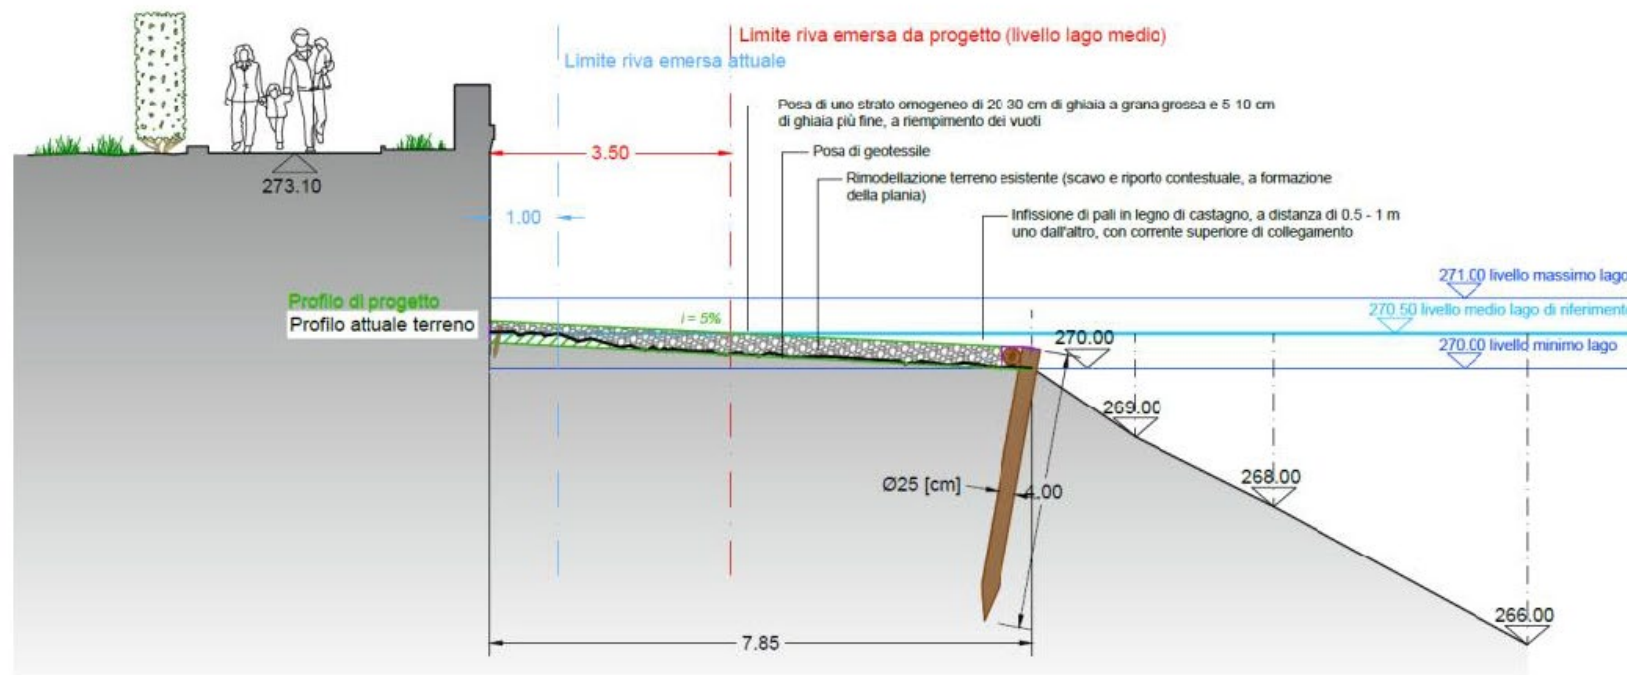 Limite riva emersa da progetto (livello lago medio)
Limite riva emersa attuale
Posa di uno strato omogeneo di 20 30 cm di ghiaia a grana grossa e 5 10 cm
di ghiaia più fine, a riempimento dei vuoti
3.50
Posa di geotessile
273.10
Rimodellazione terreno esistente (scavo e riporto contestuale, a formazione
della plania)
1.00
Infissione di pali in legno di castagno, a distanza di 0.5 - 1 m
uno dall'altro, con corrente superiore di collegamento
271.00 livello massimo lago
Profilo di progetto
Profilo attuale terreno
i = 5%
270.50 livello medio lago di riferimento
270.00
270.00 livello minimo lago
269.00
268.00
Ø25 [cm]
4.00
266.00
7.85